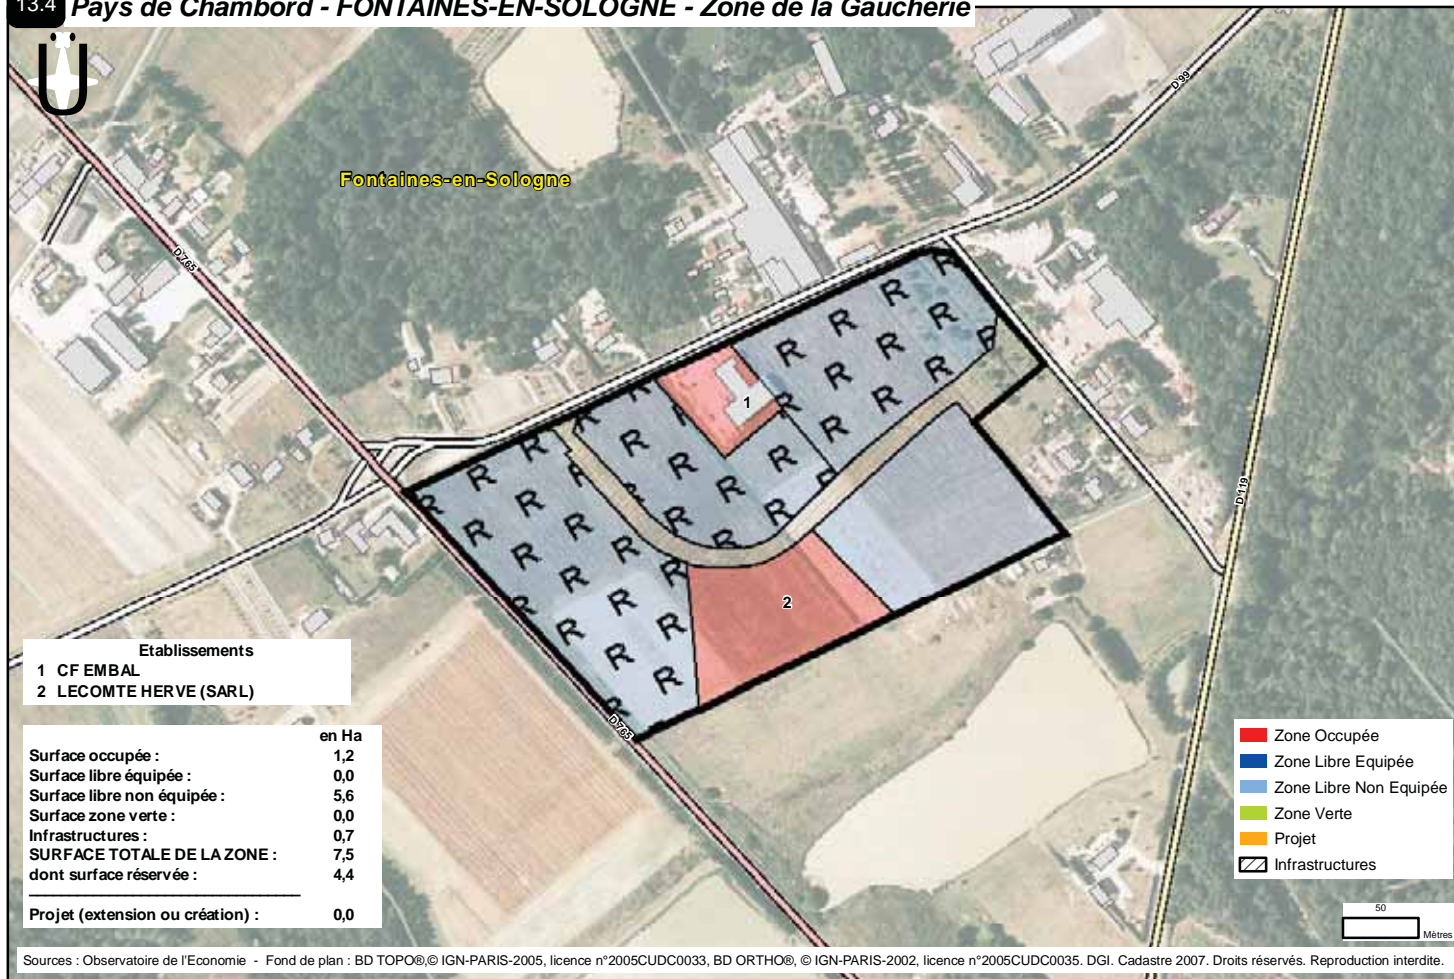 13.4 Pays de Chambord - FONTAINES-EN-SOLOGNE - Zone de la Gaucherie
Ü
D 99
Fontaines-en-Sologne
D 765
R R R R R R R R R R R R R R R R R R R R R R R R R R R R R R R R R R R R R R R R R
1
2
D 119
D 765
Etablissements
1 CF EMBAL
2 LECOMTE HERVE (SARL)
en Ha
Surface occupée : 1,2
Surface libre équipée : 0,0
Surface libre non équipée : 5,6
Surface zone verte : 0,0
Infrastructures : 0,7
SURFACE TOTALE DE LA ZONE : 7,5
dont surface réservée : 4,4
Projet (extension ou création) : 0,0
Zone Occupée
Zone Libre Equipée
Zone Libre Non Equipée
Zone Verte
Projet
Infrastructures
50
Mètres
Sources : Observatoire de l'Economie - Fond de plan : BD TOPO®,© IGN-PARIS-2005, licence n°2005CUDC0033, BD ORTHO®, © IGN-PARIS-2002, licence n°2005CUDC0035. DGI. Cadastre 2007. Droits réservés. Reproduction interdite.